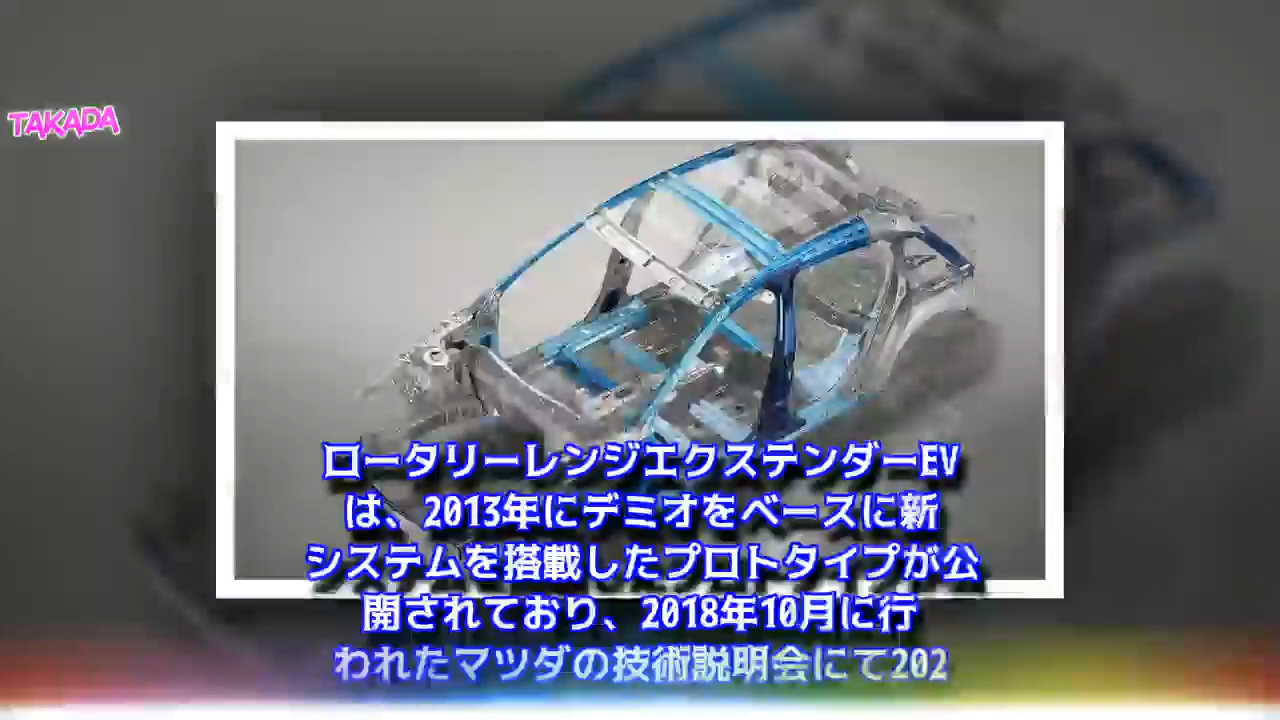 TAKADA
ロータリーレンジエクステンダーEV
は、2013年にデミオをベースに新
システムを搭載したプロトタイプが公
開されており、2018年10月に行
われたマツダの技術説明会にて202